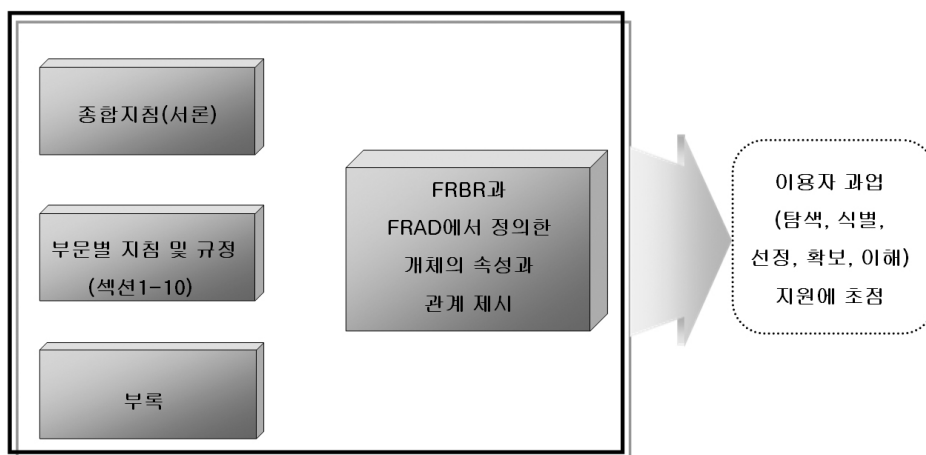 종합지침(서론)
부문별 지침 및 규정
(섹션1-10)
부록
FRBR과
FRAD에서 정의한
개체의 속성과
관계 제시
이용자 과업
(탐색, 식별,
선정, 확보, 이해)
지원에 초점